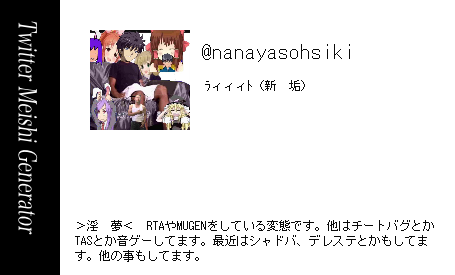 Twitter Meishi Generator
@nanayasohsiki
ﾗｨｨｨｨﾄ（新　垢）
＞淫　夢＜　RTAやMUGENをしている変態です。他はチートバグとか
TASとか音ゲーしてます。最近はシャドバ、デレステとかもしてま
す。他の事もしてます。